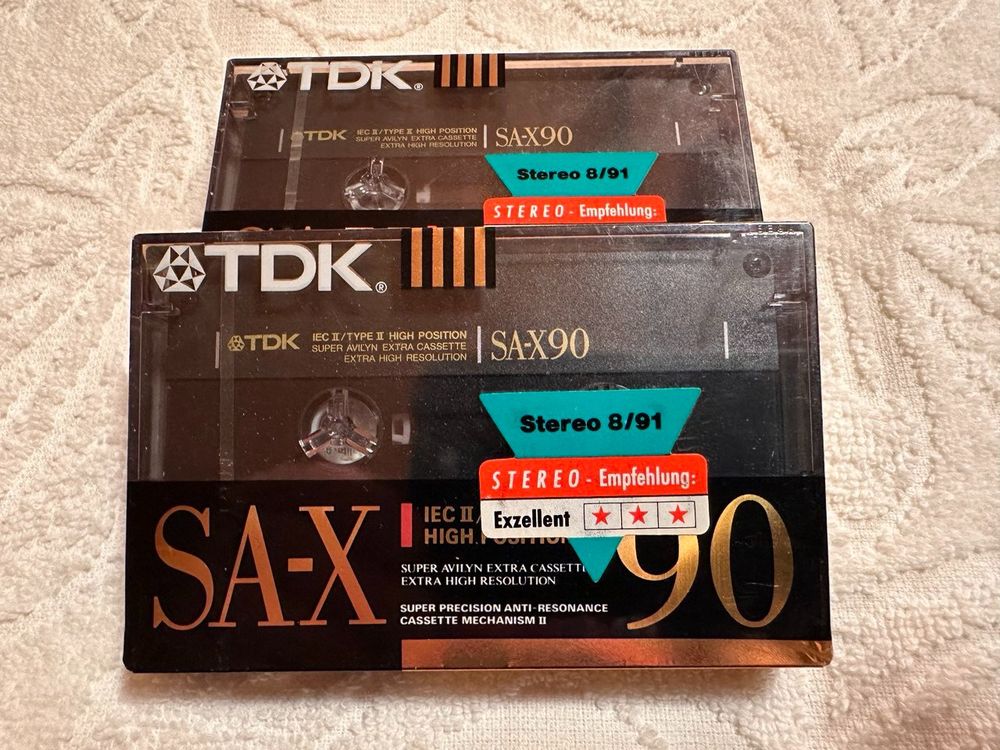 TDK®
TDK IEC II/TYPE II HIGH POSITION
SUPER AVILYN EXTRA CASSETTE
EXTRA HIGH RESOLUTION
SA-X90
Stereo 8/91
STEREO - Empfehlung:
TDK®
TDK IEC II/TYPE II HIGH POSITION
SUPER AVILYN EXTRA CASSETTE
EXTRA HIGH RESOLUTION
SA-X90
Stereo 8/91
STEREO - Empfehlung:
Exzellent
SA-X
IEC II/
HIGH POSITION
90
SUPER AVILYN EXTRA CASSETTE
EXTRA HIGH RESOLUTION
SUPER PRECISION ANTI-RESONANCE
CASSETTE MECHANISM II